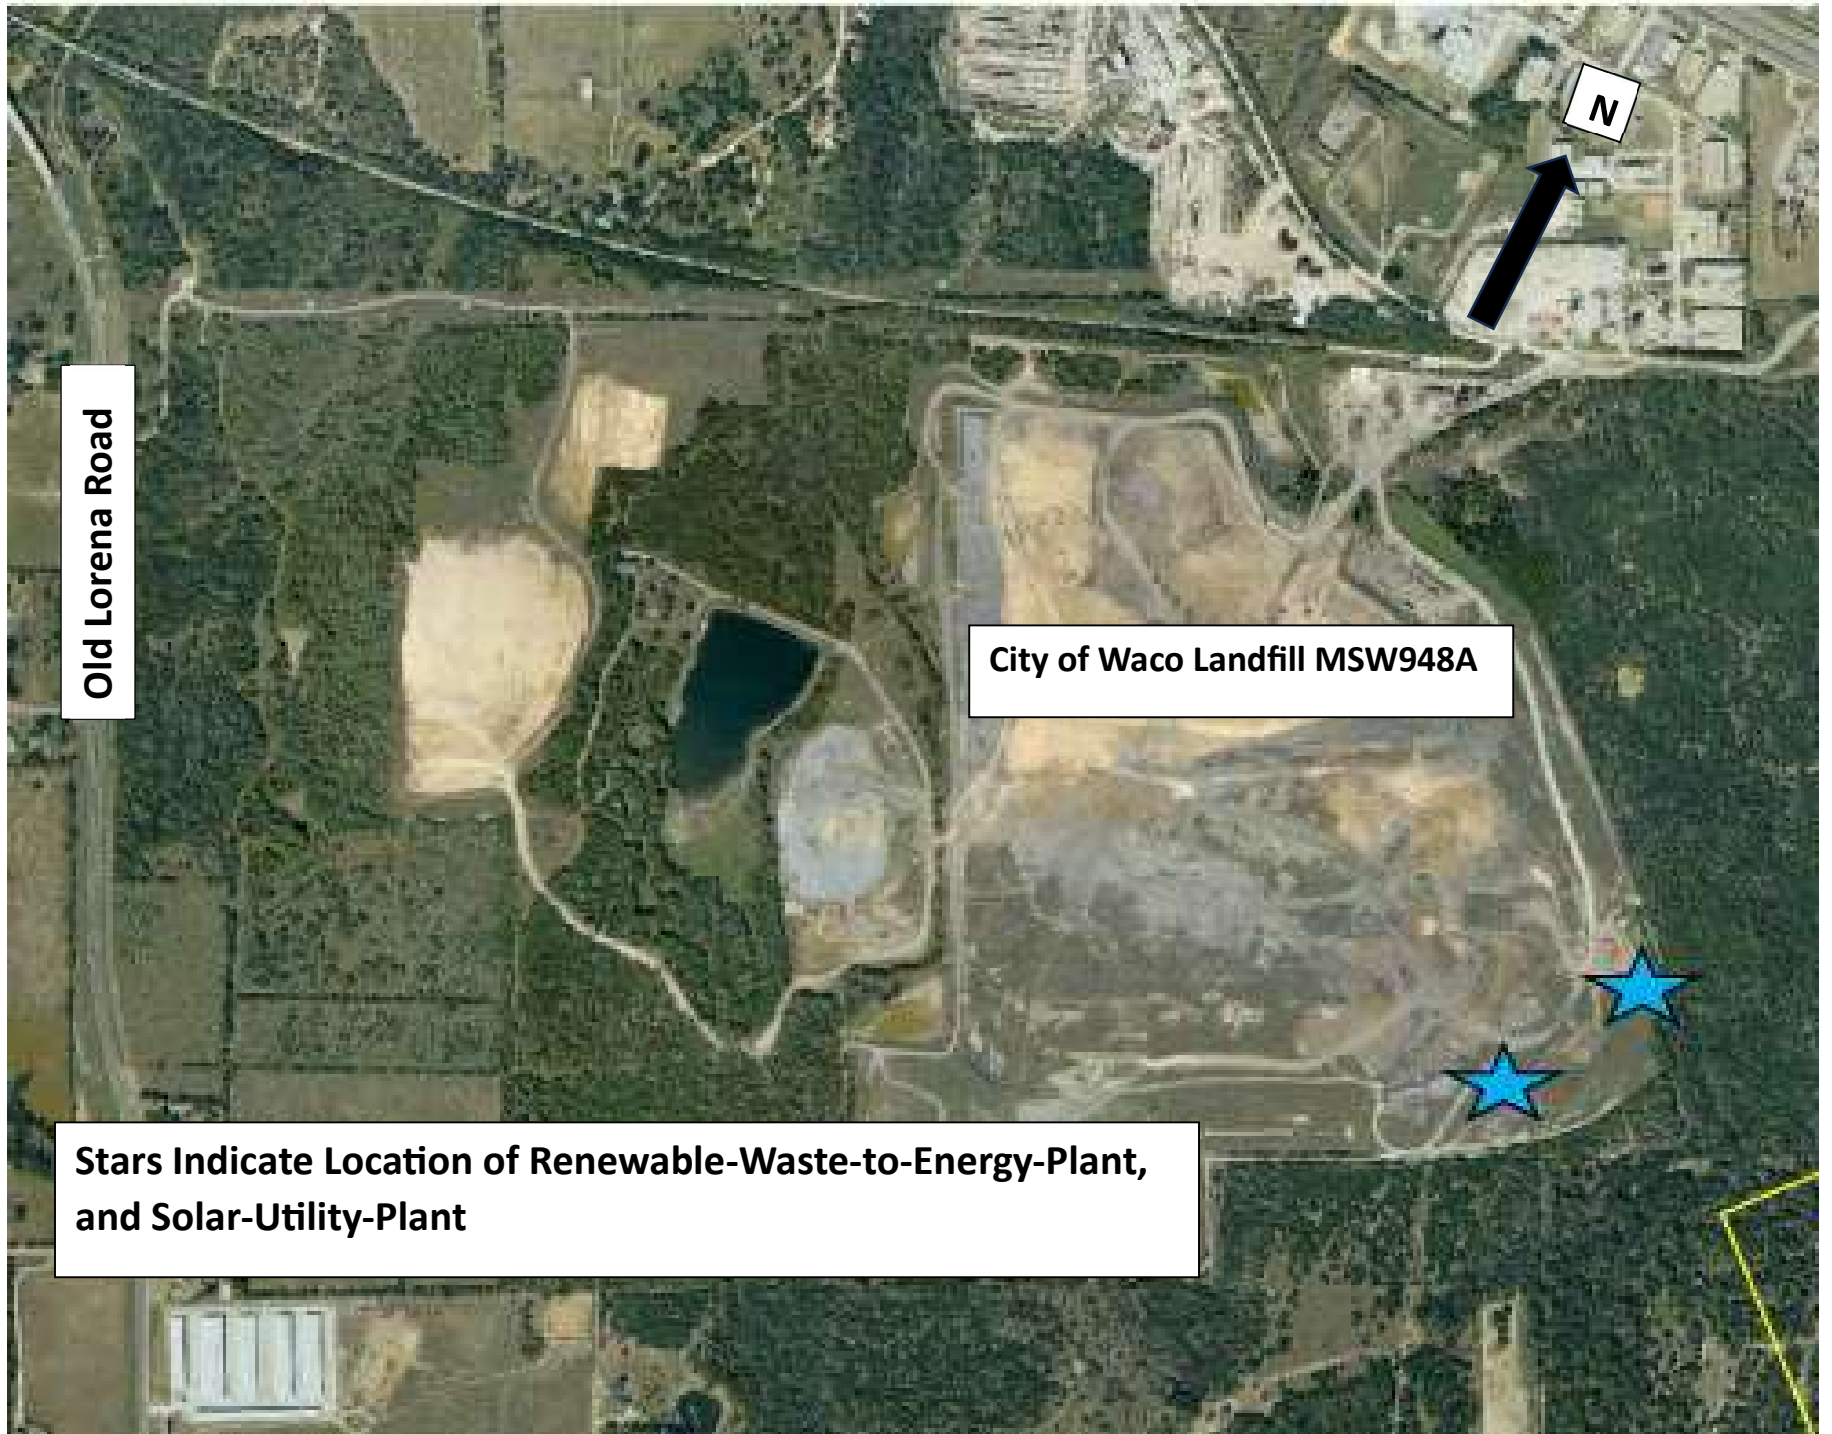 N
Old Lorena Road
City of Waco Landfill MSW948A
Stars Indicate Location of Renewable-Waste-to-Energy-Plant,
and Solar-Utility-Plant